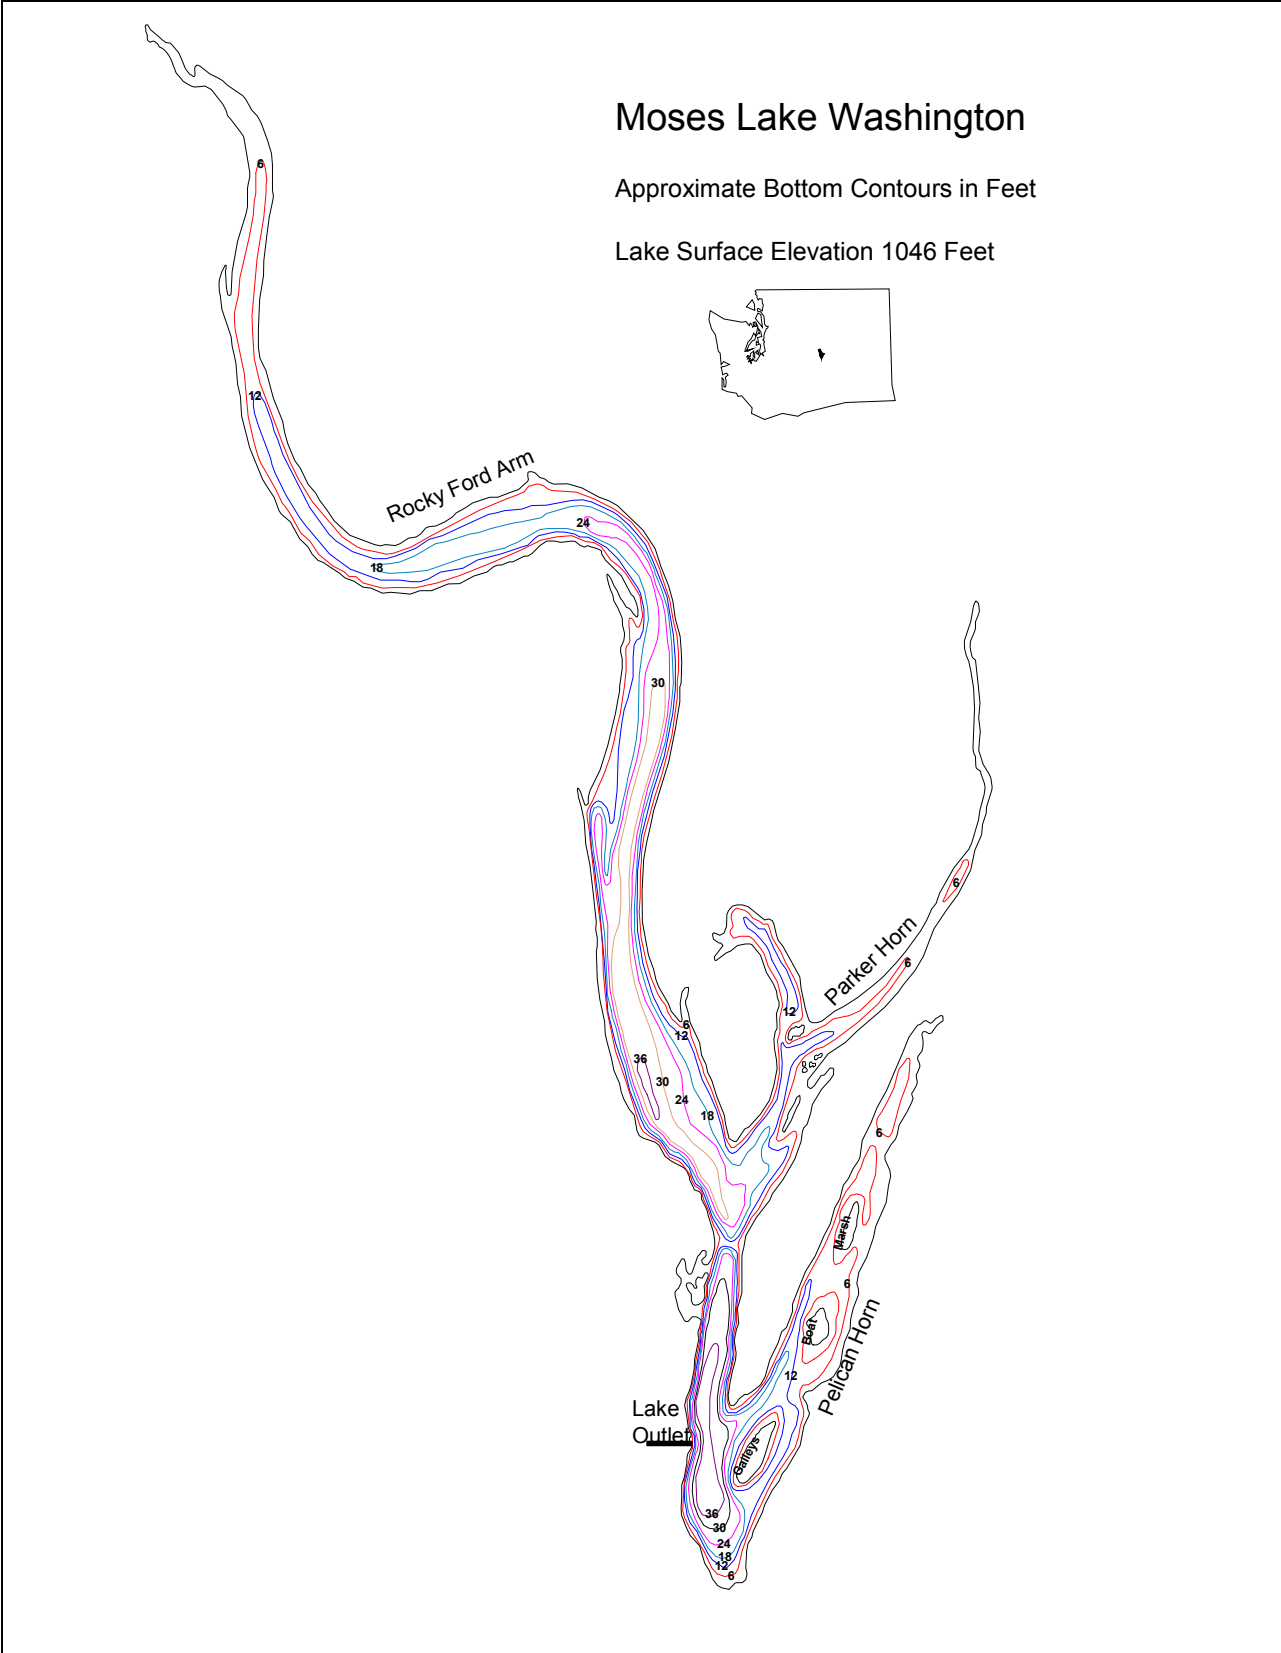 Moses Lake Washington
Approximate Bottom Contours in Feet
Lake Surface Elevation 1046 Feet
6
12
Rocky Ford Arm
24
18
30
6
Parker Horn
6
12
6
12
36
30
24
18
6
Marsh
6
Boat
Pelican Horn
12
Lake
Outlet
Gaileys
36
30
24
18
12
6